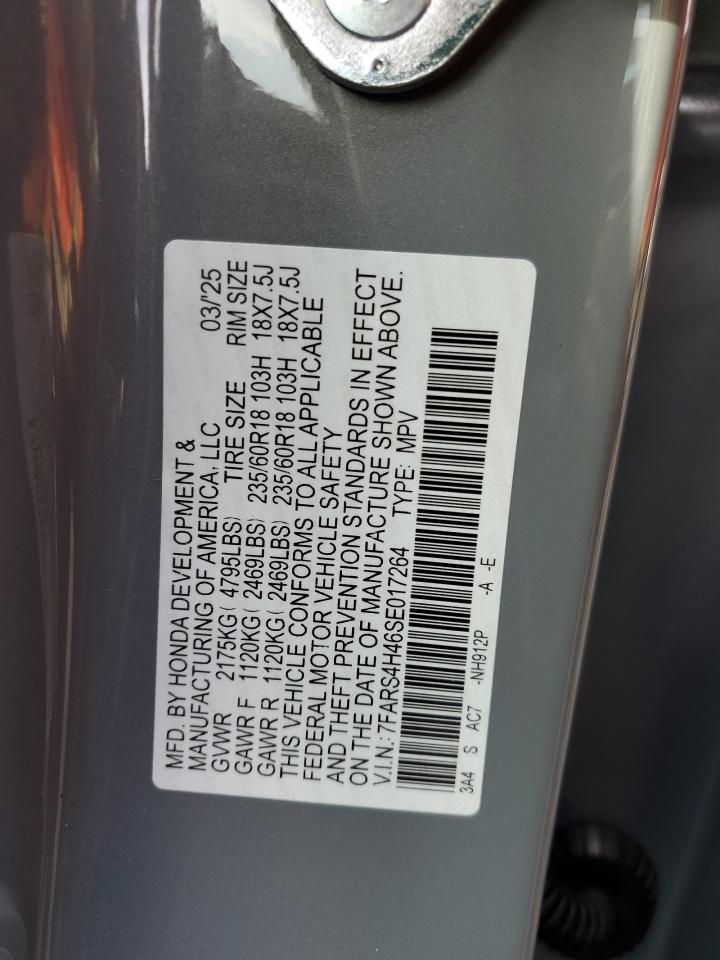 MFD. BY HONDA DEVELOPMENT &
MANUFACTURING OF AMERICA, LLC 03/'25
GVWR 2175KG( 4795LBS) TIRE SIZE RIM SIZE
GAWR F 1120KG( 2469LBS) 235/60R18 103H 18X7.5J
GAWR R 1120KG( 2469LBS) 235/60R18 103H 18X7.5J
THIS VEHICLE CONFORMS TO ALL APPLICABLE
FEDERAL MOTOR VEHICLE SAFETY
AND THEFT PREVENTION STANDARDS IN EFFECT
ON THE DATE OF MANUFACTURE SHOWN ABOVE.
V.I.N.: 7FARS4H46SE017264 TYPE: MPV
3A4 S AC7 -NH912P -A -E